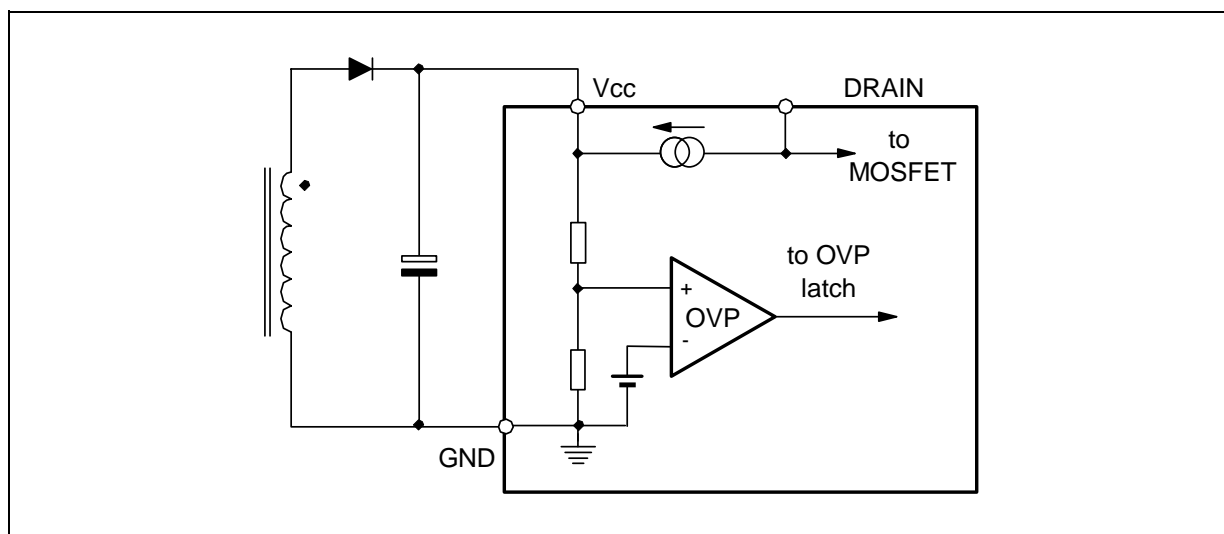 Vcc
DRAIN
to
MOSFET
to OVP
latch
+
OVP
-
GND